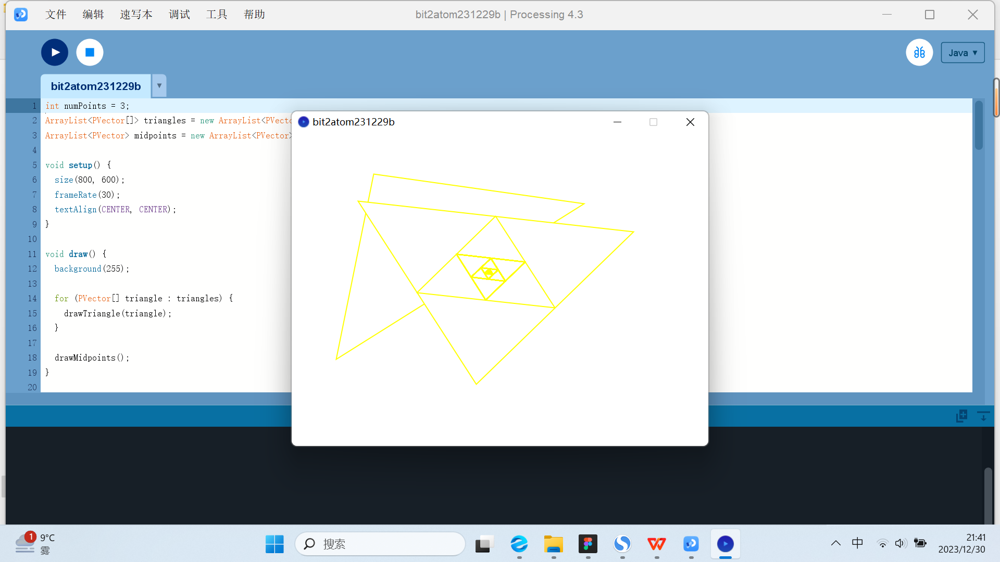 文件 编辑 速写本 调试 工具 帮助
bit2atom231229b | Processing 4.3
Java ▼
bit2atom231229b ▼
1 int numPoints = 3;
2 ArrayList<PVector[]> triangles = new ArrayList<PVecto
3 ArrayList<PVector> midpoints = new ArrayList<PVector>
4
5 void setup() {
6 size(800, 600);
7 frameRate(30);
8 textAlign(CENTER, CENTER);
9 }
10
11 void draw() {
12 background(255);
13
14 for (PVector[] triangle : triangles) {
15 drawTriangle(triangle);
16 }
17
18 drawMidpoints();
19 }
20
bit2atom231229b
1
9°C
雾
搜索
中
21:41
2023/12/30